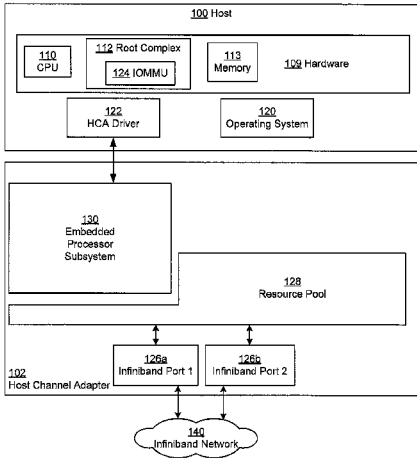 100 Host
110
CPU
112 Root Complex
124 IOMMU
113
Memory
109 Hardware
122
HCA Driver
120
Operating System
130
Embedded
Processor
Subsystem
128
Resource Pool
102
Host Channel Adapter
126a
Infiniband Port 1
126b
Infiniband Port 2
140
Infiniband Network